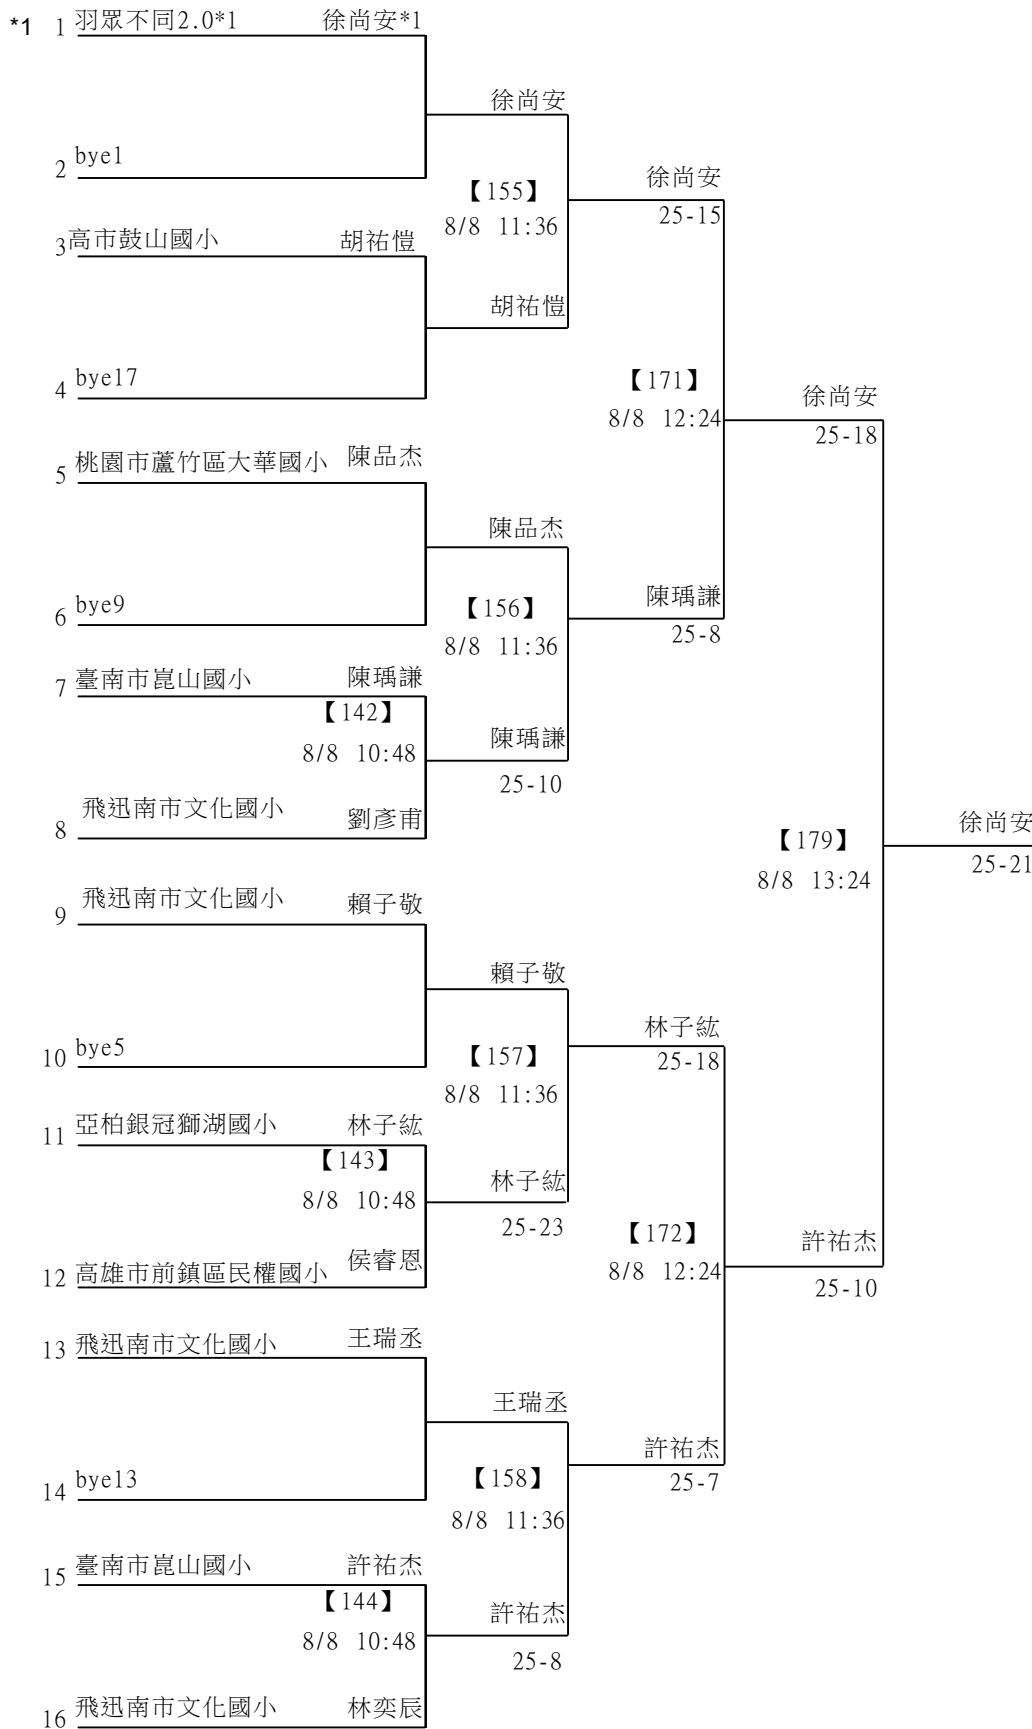 *1 1 羽眾不同2.0*1 徐尚安*1
徐尚安
2 bye1
徐尚安
【155】
25-15
8/8 11:36
3 高市鼓山國小 胡祐愷
胡祐愷
4 bye17
【171】
徐尚安
8/8 12:24
25-18
5 桃園市蘆竹區大華國小 陳品杰
陳品杰
6 bye9
【156】
陳瑀謙
25-8
8/8 11:36
7 臺南市崑山國小 陳瑀謙
【142】
陳瑀謙
8/8 10:48
25-10
8 飛迅南市文化國小 劉彥甫
徐尚安
【179】
25-21
8/8 13:24
9 飛迅南市文化國小 賴子敬
賴子敬
林子紘
10 bye5
【157】
25-18
8/8 11:36
11 亞柏銀冠獅湖國小 林子紘
【143】
林子紘
8/8 10:48
25-23
【172】
許祐杰
12 高雄市前鎮區民權國小 侯睿恩
8/8 12:24
25-10
13 飛迅南市文化國小 王瑞丞
王瑞丞
許祐杰
14 bye13
【158】
25-7
8/8 11:36
15 臺南市崑山國小 許祐杰
【144】
許祐杰
8/8 10:48
25-8
16 飛迅南市文化國小 林奕辰